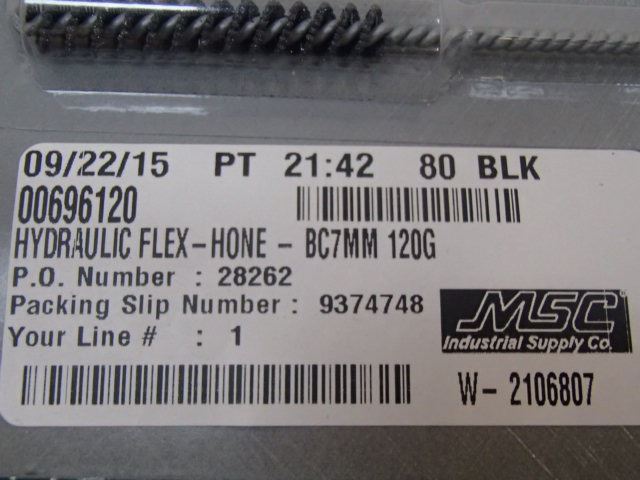 09/22/15 PT 21:42 80 BLK
00696120
HYDRAULIC FLEX-HONE - BC7MM 120G
P.O. Number : 28262
Packing Slip Number : 9374748
Your Line # : 1
MSC
Industrial Supply Co.
W- 2106807